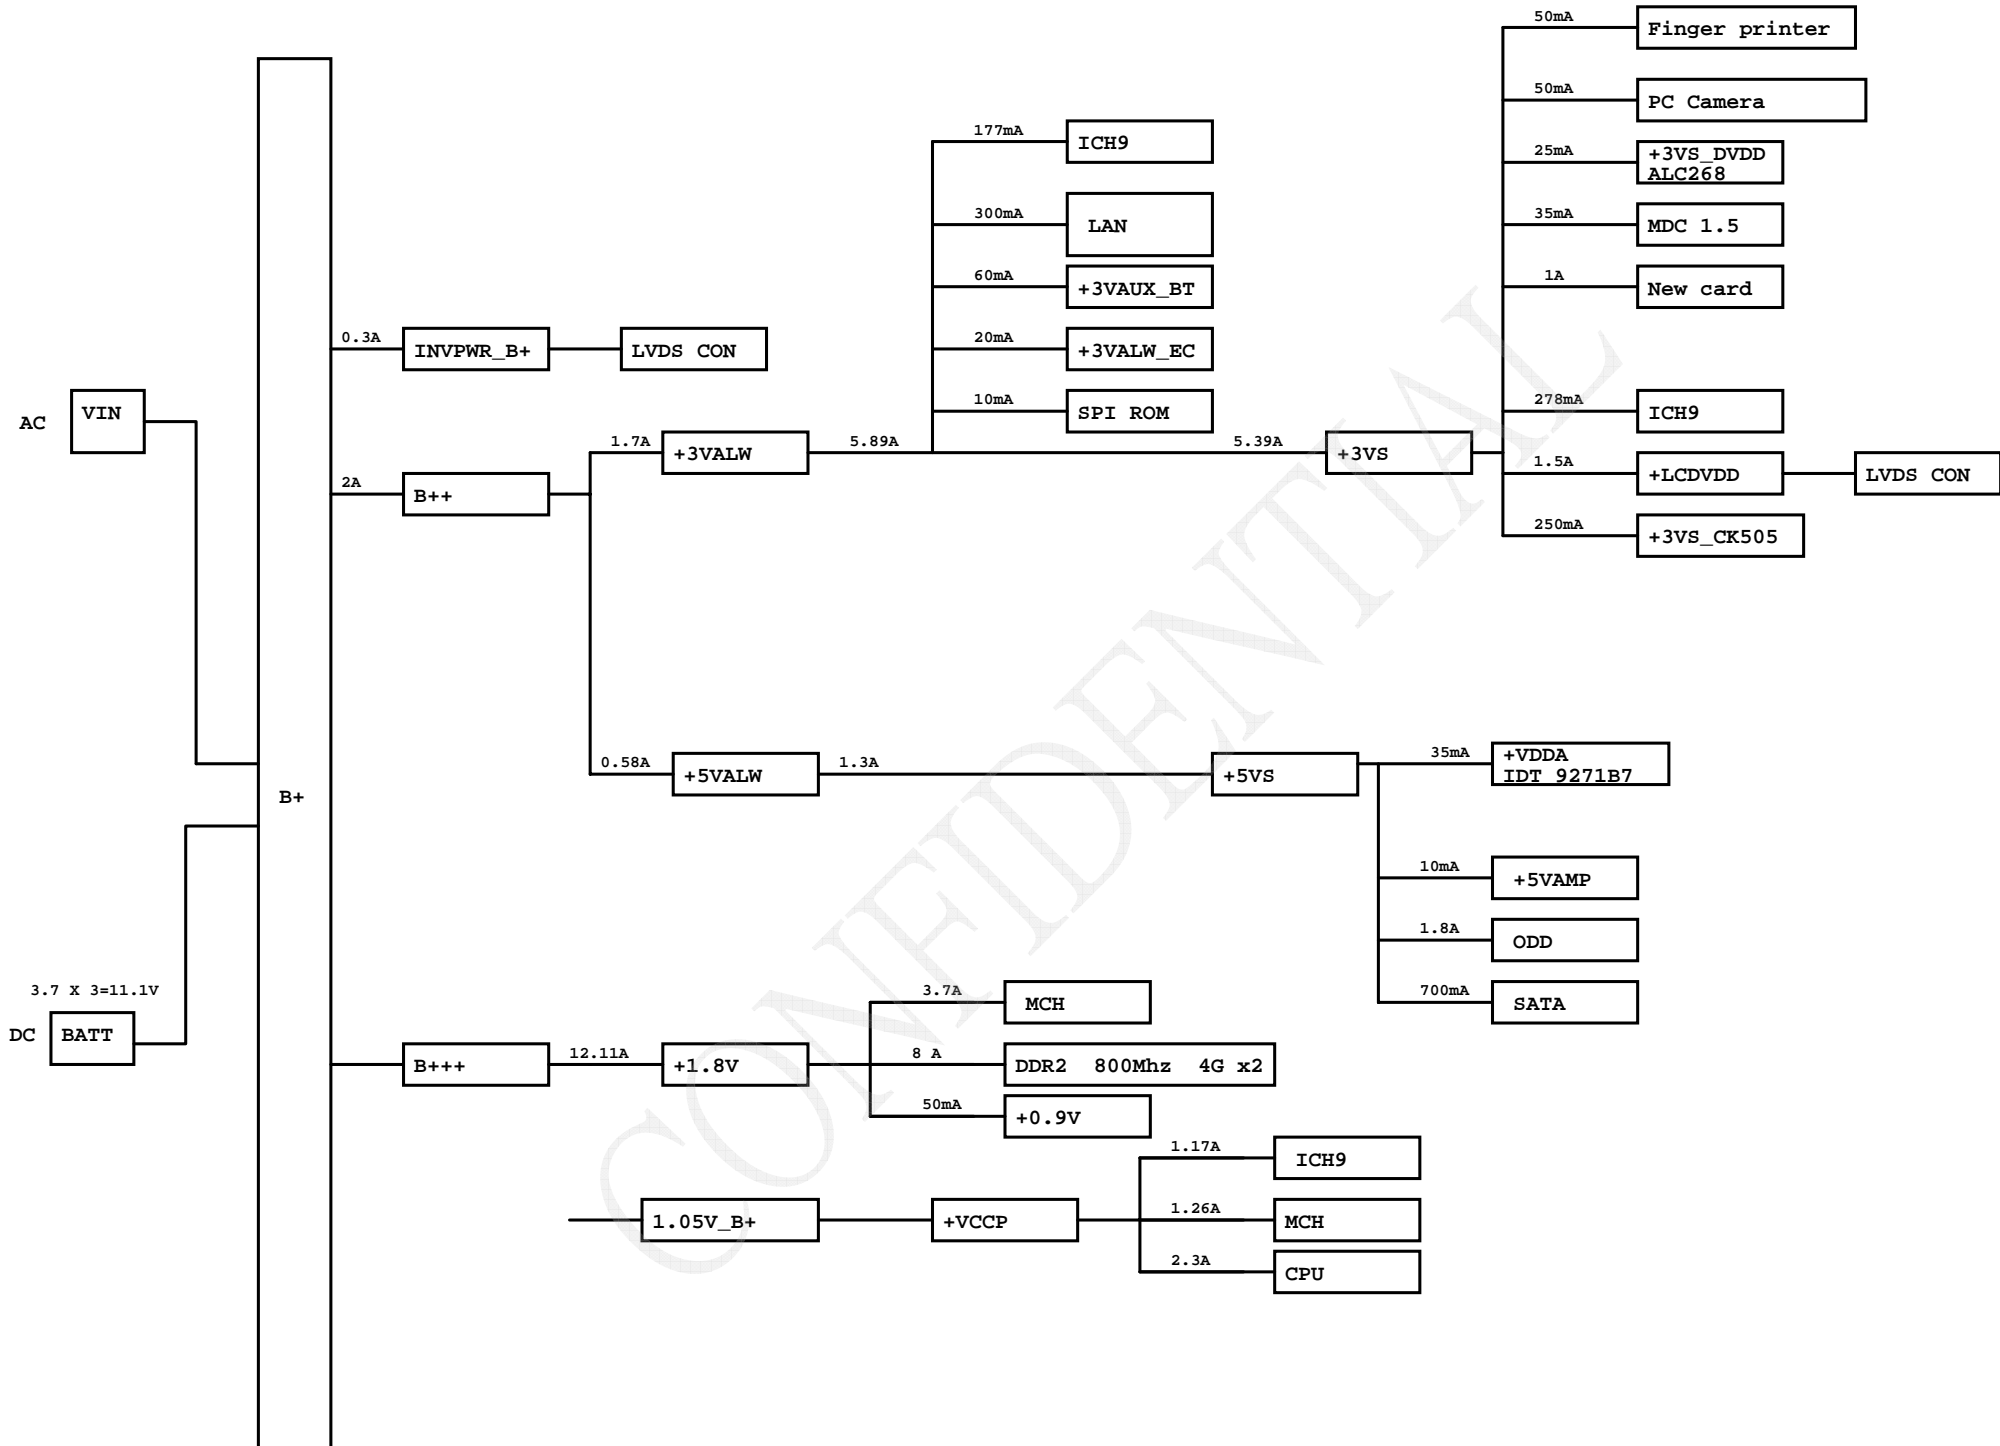 50mA
Finger printer
50mA
PC Camera
177mA
ICH9
25mA
+3VS_DVDD
ALC268
300mA
LAN
35mA
MDC 1.5
60mA
+3VAUX_BT
1A
New card
0.3A
INVPWR_B+
LVDS CON
20mA
+3VALW_EC
10mA
SPI ROM
278mA
ICH9
AC
VIN
1.7A
+3VALW
5.89A
5.39A
+3VS
1.5A
+LCDVDD
LVDS CON
2A
B++
250mA
+3VS_CK505
0.58A
+5VALW
1.3A
+5VS
35mA
+VDDA
IDT 9271B7
B+
10mA
+5VAMP
1.8A
ODD
3.7 X 3=11.1V
3.7A
MCH
700mA
SATA
DC
BATT
B+++
12.11A
+1.8V
8 A
DDR2 800Mhz 4G x2
50mA
+0.9V
1.17A
ICH9
1.05V_B+
+VCCP
1.26A
MCH
2.3A
CPU
CONFIDENTIAL